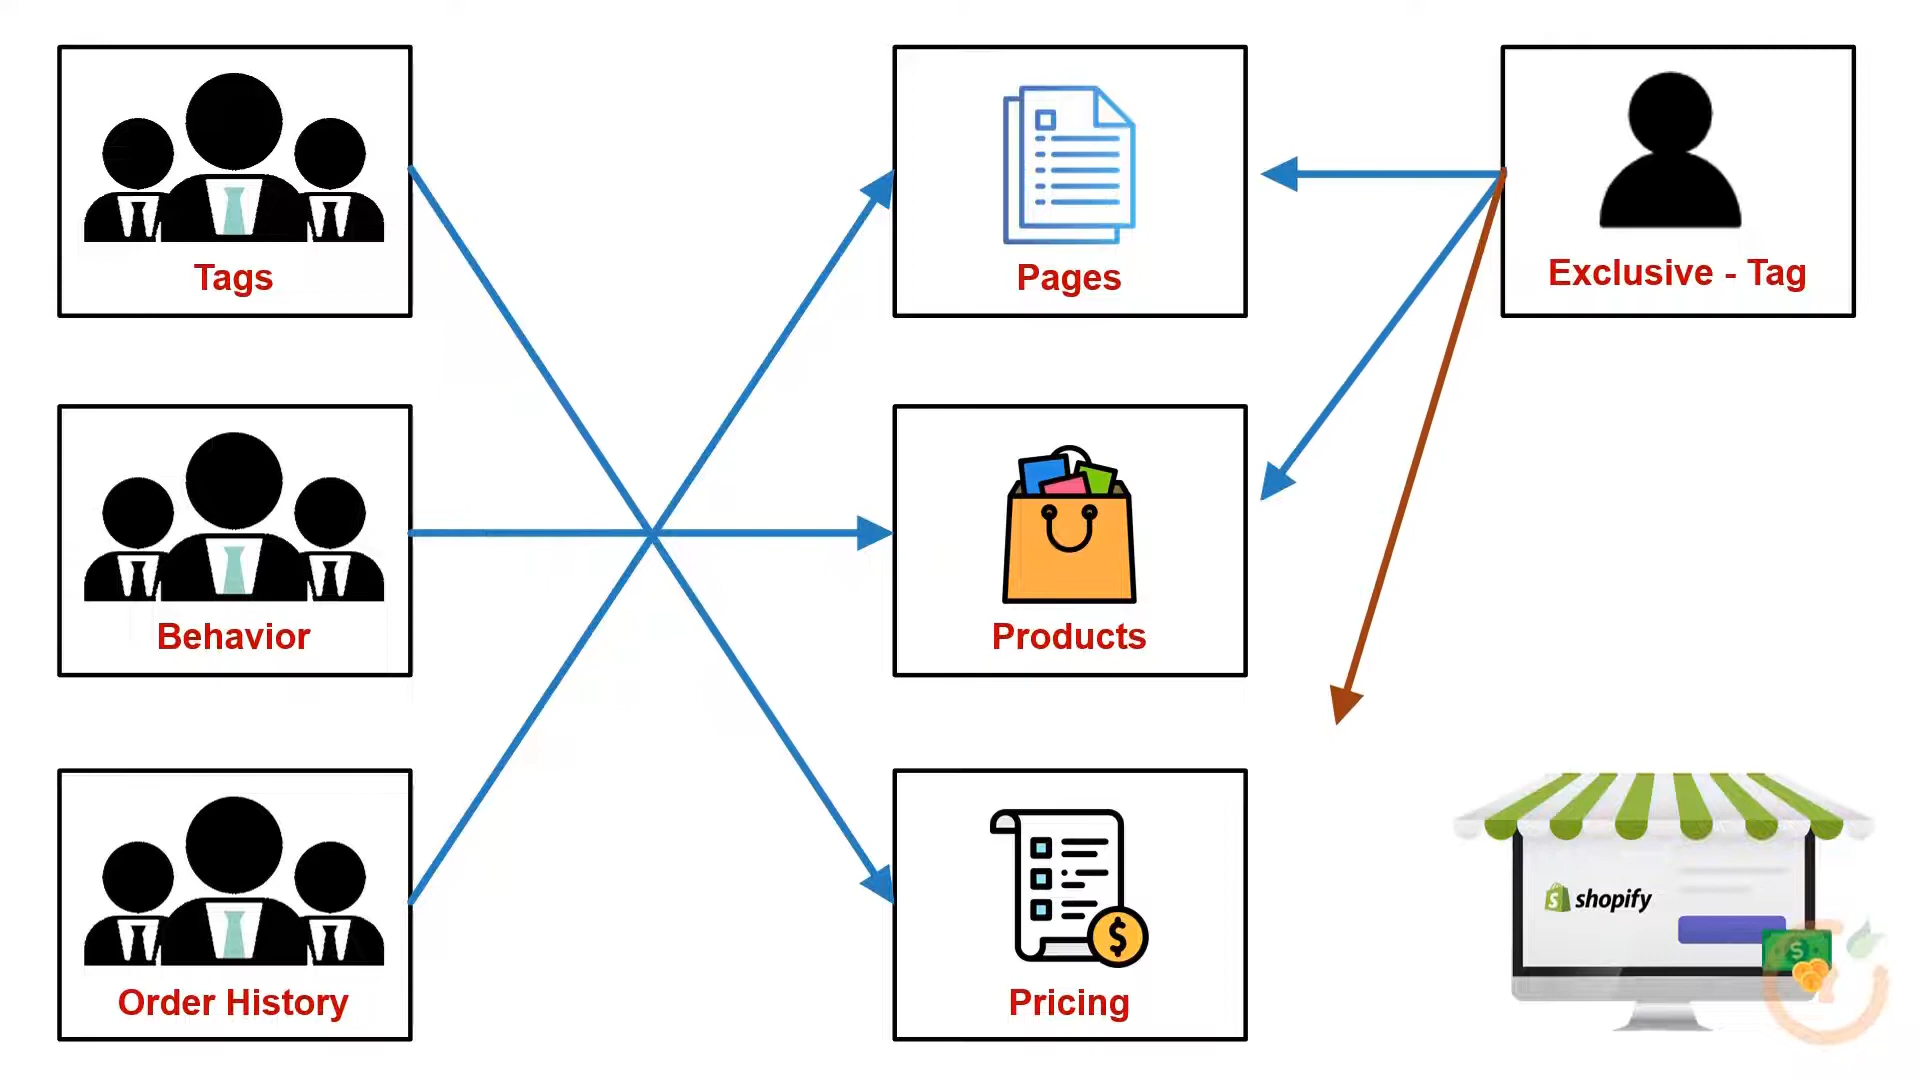 Tags
Pages
Exclusive - Tag
Behavior
Products
Order History
Pricing
$
shopify
$